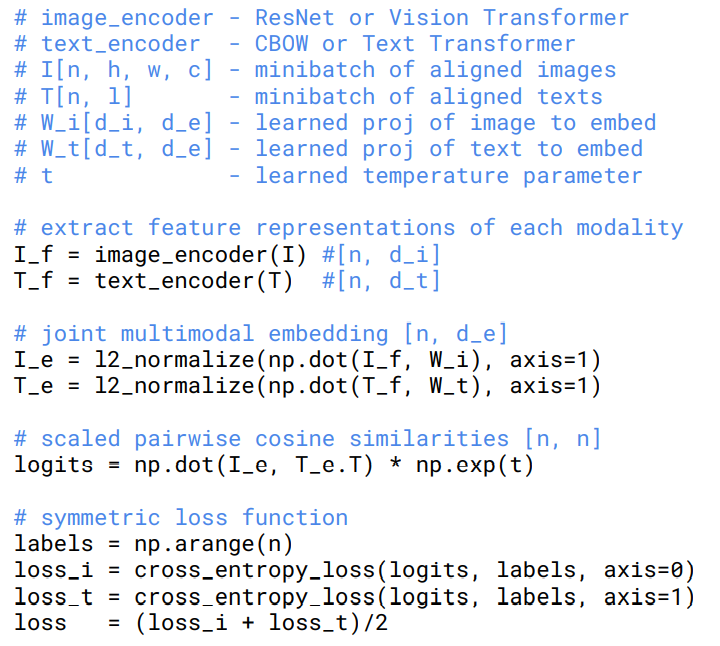 # image_encoder - ResNet or Vision Transformer
# text_encoder  - CBOW or Text Transformer
# I[n, h, w, c] - minibatch of aligned images
# T[n, l]       - minibatch of aligned texts
# W_i[d_i, d_e] - learned proj of image to embed
# W_t[d_t, d_e] - learned proj of text to embed
# t             - learned temperature parameter
# extract feature representations of each modality
I_f = image_encoder(I) #[n, d_i]
T_f = text_encoder(T)  #[n, d_t]
# joint multimodal embedding [n, d_e]
I_e = l2_normalize(np.dot(I_f, W_i), axis=1)
T_e = l2_normalize(np.dot(T_f, W_t), axis=1)
# scaled pairwise cosine similarities [n, n]
logits = np.dot(I_e, T_e.T) * np.exp(t)
# symmetric loss function
labels = np.arange(n)
loss_i = cross_entropy_loss(logits, labels, axis=0)
loss_t = cross_entropy_loss(logits, labels, axis=1)
loss   = (loss_i + loss_t)/2